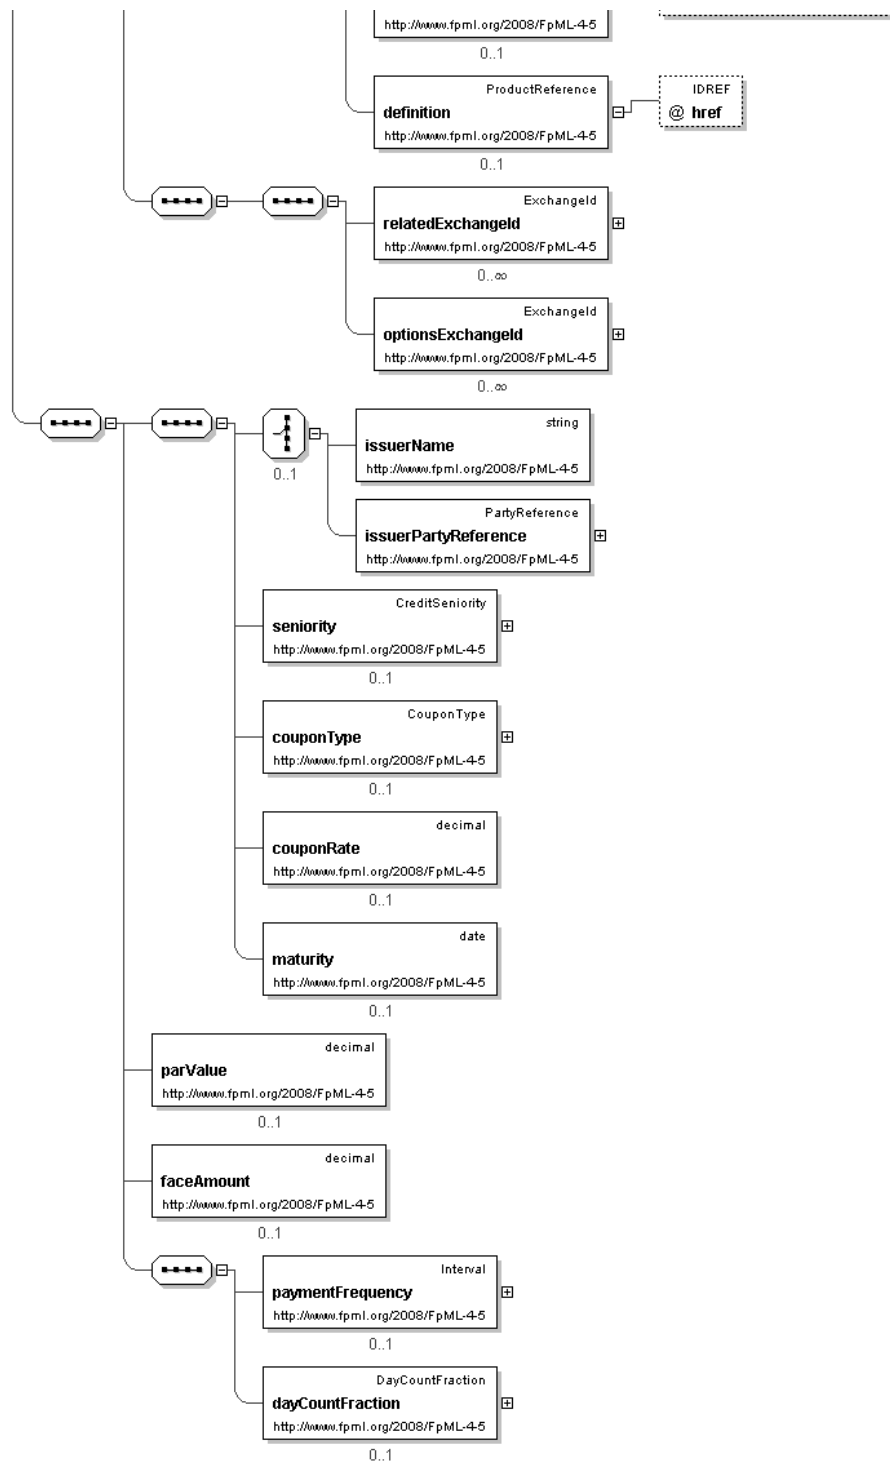 http://www.fpml.org/2008/FpML-4-5
0..1
ProductReference
definition
http://www.fpml.org/2008/FpML-4-5
0..1
IDREF
@ href
ExchangeId
relatedExchangeId
http://www.fpml.org/2008/FpML-4-5
0..∞
ExchangeId
optionsExchangeId
http://www.fpml.org/2008/FpML-4-5
0..∞
0..1
string
issuerName
http://www.fpml.org/2008/FpML-4-5
PartyReference
issuerPartyReference
http://www.fpml.org/2008/FpML-4-5
CreditSeniority
seniority
http://www.fpml.org/2008/FpML-4-5
0..1
CouponType
couponType
http://www.fpml.org/2008/FpML-4-5
0..1
decimal
couponRate
http://www.fpml.org/2008/FpML-4-5
0..1
date
maturity
http://www.fpml.org/2008/FpML-4-5
0..1
decimal
parValue
http://www.fpml.org/2008/FpML-4-5
0..1
decimal
faceAmount
http://www.fpml.org/2008/FpML-4-5
0..1
Interval
paymentFrequency
http://www.fpml.org/2008/FpML-4-5
0..1
DayCountFraction
dayCountFraction
http://www.fpml.org/2008/FpML-4-5
0..1